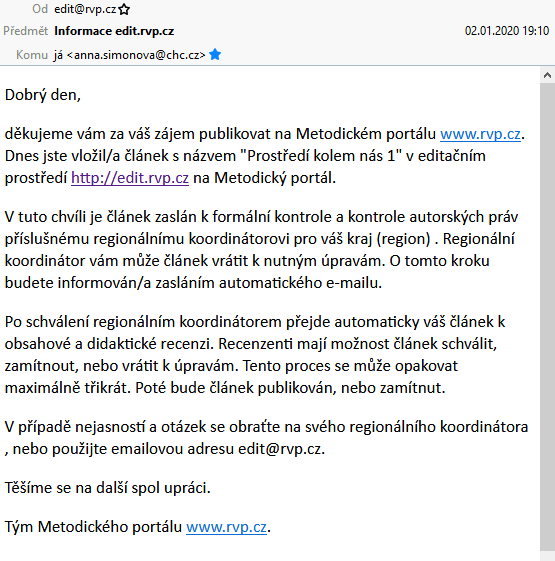 Od edit@rvp.cz
Předmět Informace edit.rvp.cz 02.01.2020 19:10
Komu já <anna.simonova@chc.cz>
Dobrý den,
děkujeme vám za váš zájem publikovat na Metodickém portálu www.rvp.cz.
Dnes jste vložil/a článek s názvem "Prostředí kolem nás 1" v editačním
prostředí http://edit.rvp.cz na Metodický portál.
V tuto chvíli je článek zaslán k formální kontrole a kontrole autorských práv
příslušnému regionálnímu koordinátorovi pro váš kraj (region) . Regionální
koordinátor vám může článek vrátit k nutným úpravám. O tomto kroku
budete informován/a zasláním automatického e-mailu.
Po schválení regionálním koordinátorem přejde automaticky váš článek k
obsahové a didaktické recenzi. Recenzenti mají možnost článek schválit,
zamítnout, nebo vrátit k úpravám. Tento proces se může opakovat
maximálně třikrát. Poté bude článek publikován, nebo zamítnut.
V případě nejasností a otázek se obraťte na svého regionálního koordinátora
, nebo použijte emailovou adresu edit@rvp.cz.
Těšíme se na další spol upráci.
Tým Metodického portálu www.rvp.cz.